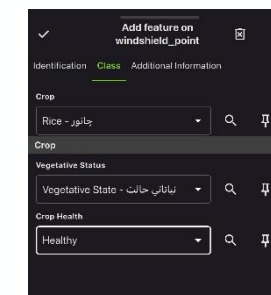 Add feature on
windshield_point
Identification Class Additional Information
Crop
Rice - چانور
Crop
Vegetative Status
Vegetative State - نباتاتي حالت
Crop Health
Healthy